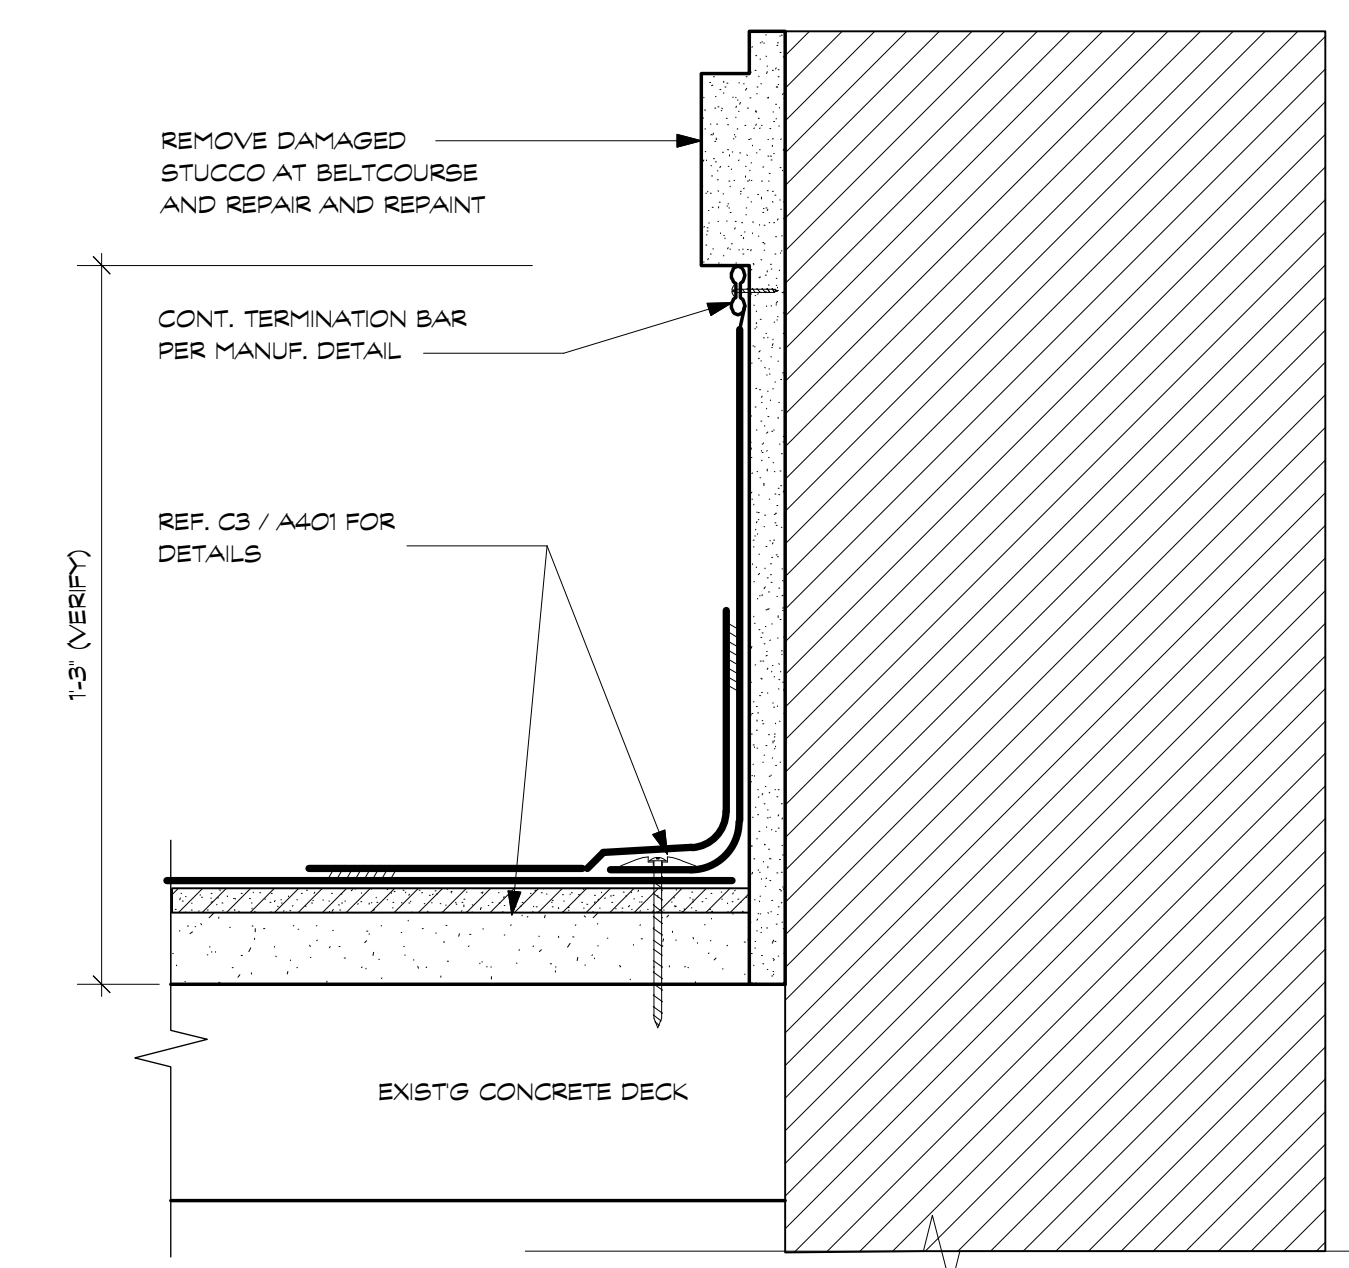 REMOVE DAMAGED
STUCCO AT BELTCOURSE
AND REPAIR AND REPAINT
CONT. TERMINATION BAR
PER MANUF. DETAIL
REF. C3 / A401 FOR
DETAILS
1'-3" (VERIFY)
EXIST'G CONCRETE DECK